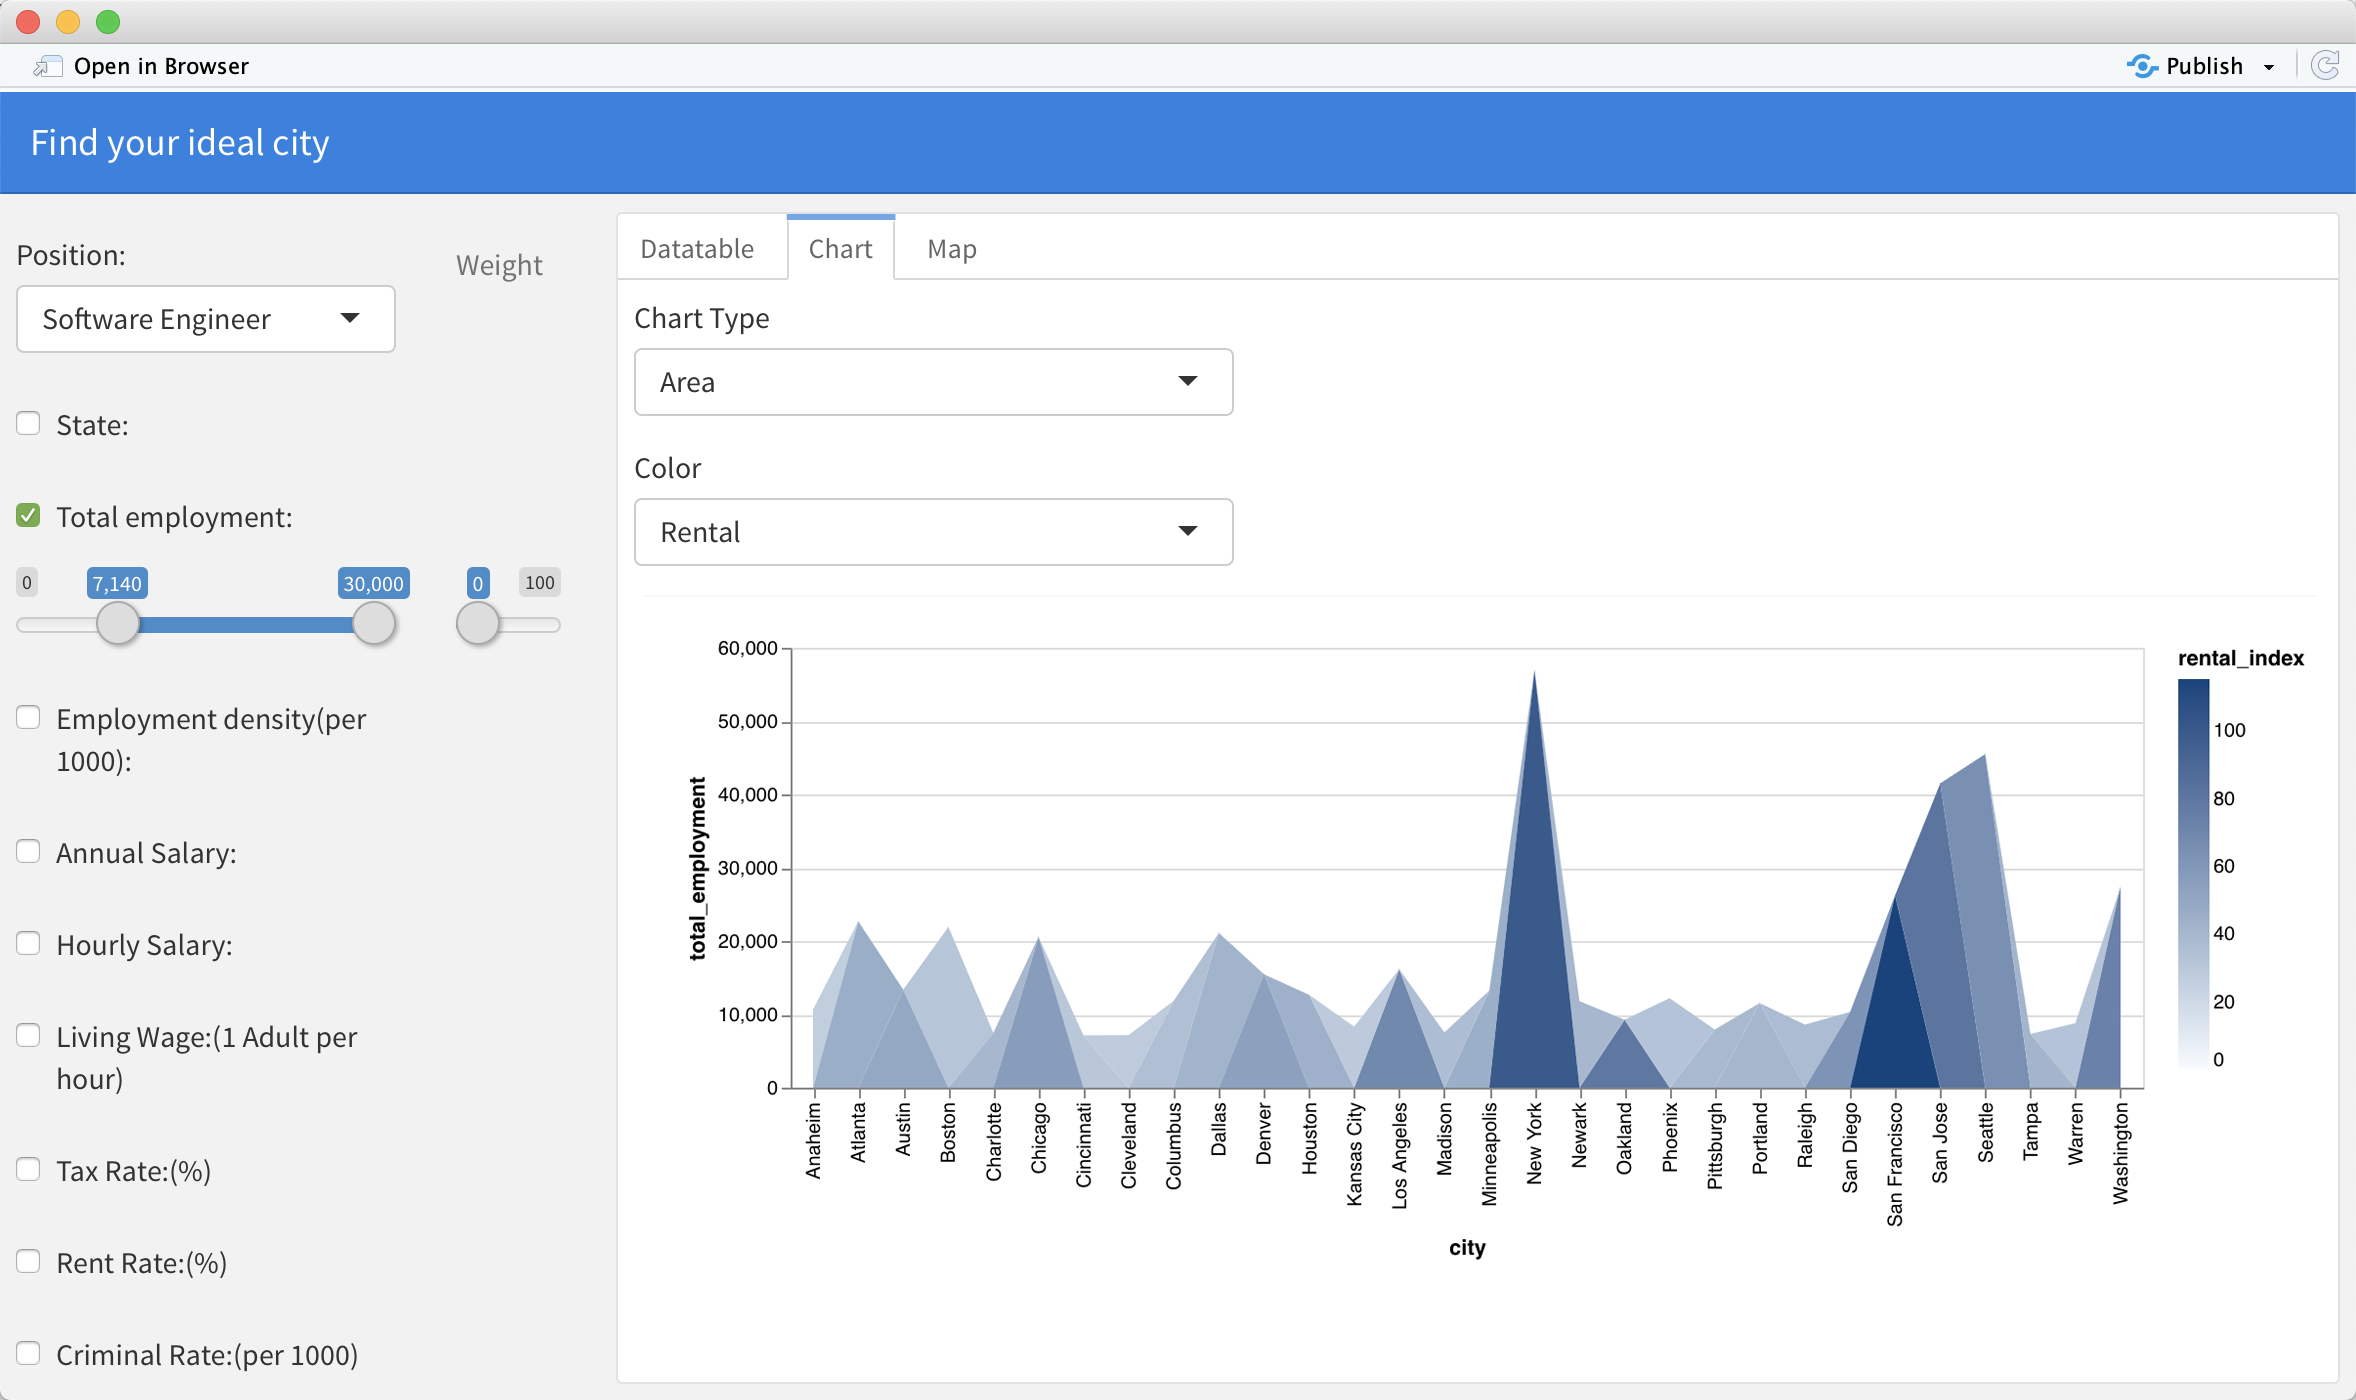 Open in Browser
Publish
Find your ideal city
Position:
Weight
Software Engineer
State:
Total employment:
0 7,140 30,000 0 100
Employment density(per
1000):
Annual Salary:
Hourly Salary:
Living Wage:(1 Adult per
hour)
Tax Rate:(%)
Rent Rate:(%)
Criminal Rate:(per 1000)
Datatable Chart Map
Chart Type
Area
Color
Rental
total_employment
60,000
50,000
40,000
30,000
20,000
10,000
0
Anaheim
Atlanta
Austin
Boston
Charlotte
Chicago
Cincinnati
Cleveland
Columbus
Dallas
Denver
Houston
Kansas City
Los Angeles
Madison
Minneapolis
New York
Newark
Oakland
Phoenix
Pittsburgh
Portland
Raleigh
San Diego
San Francisco
San Jose
Seattle
Tampa
Warren
Washington
city
rental_index
100
80
60
40
20
0